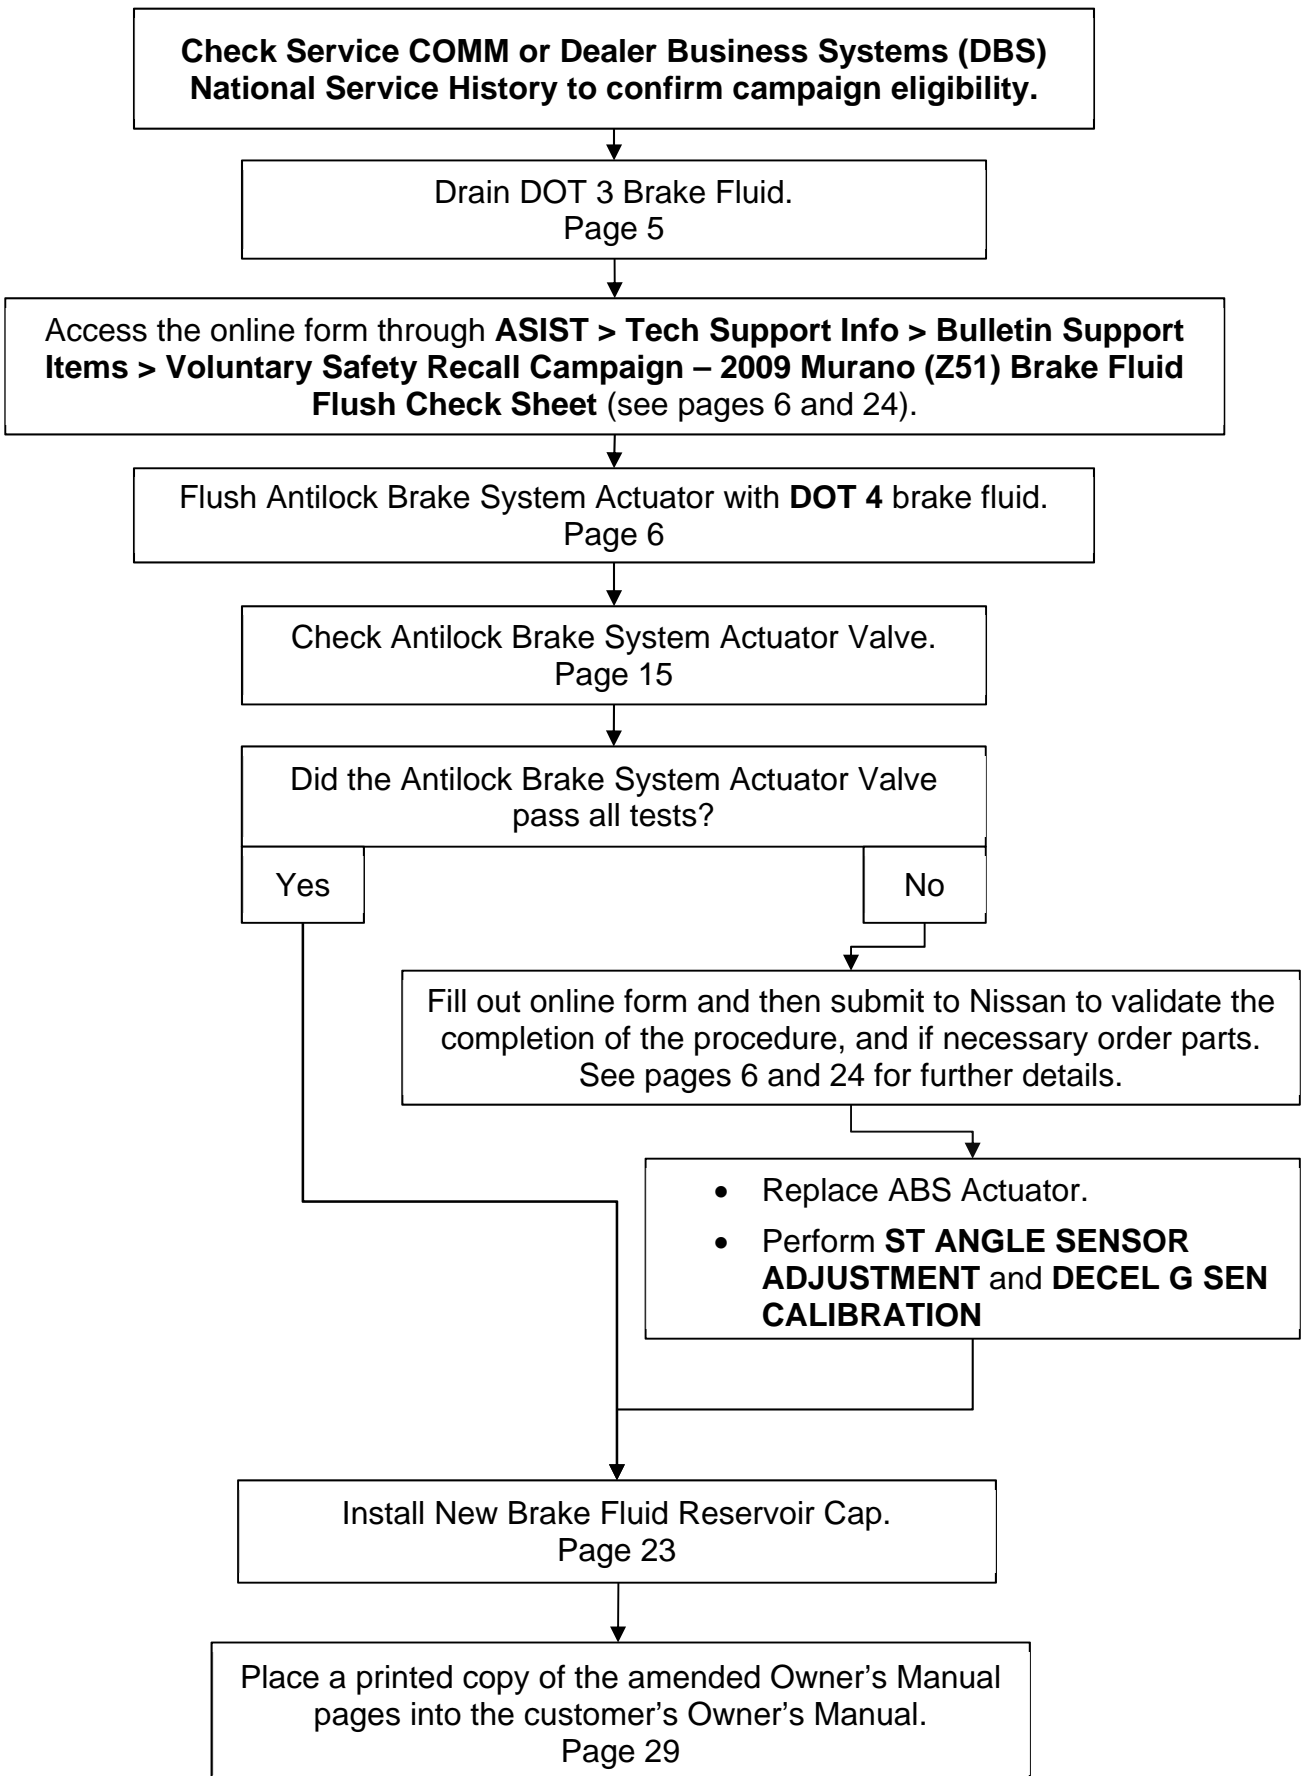 Check Service COMM or Dealer Business Systems (DBS)
National Service History to confirm campaign eligibility.
Drain DOT 3 Brake Fluid.
Page 5
Access the online form through ASIST > Tech Support Info > Bulletin Support
Items > Voluntary Safety Recall Campaign – 2009 Murano (Z51) Brake Fluid
Flush Check Sheet (see pages 6 and 24).
Flush Antilock Brake System Actuator with DOT 4 brake fluid.
Page 6
Check Antilock Brake System Actuator Valve.
Page 15
Did the Antilock Brake System Actuator Valve
pass all tests?
Yes
No
Fill out online form and then submit to Nissan to validate the
completion of the procedure, and if necessary order parts.
See pages 6 and 24 for further details.
• Replace ABS Actuator.
• Perform ST ANGLE SENSOR
ADJUSTMENT and DECEL G SEN
CALIBRATION
Install New Brake Fluid Reservoir Cap.
Page 23
Place a printed copy of the amended Owner’s Manual
pages into the customer’s Owner’s Manual.
Page 29